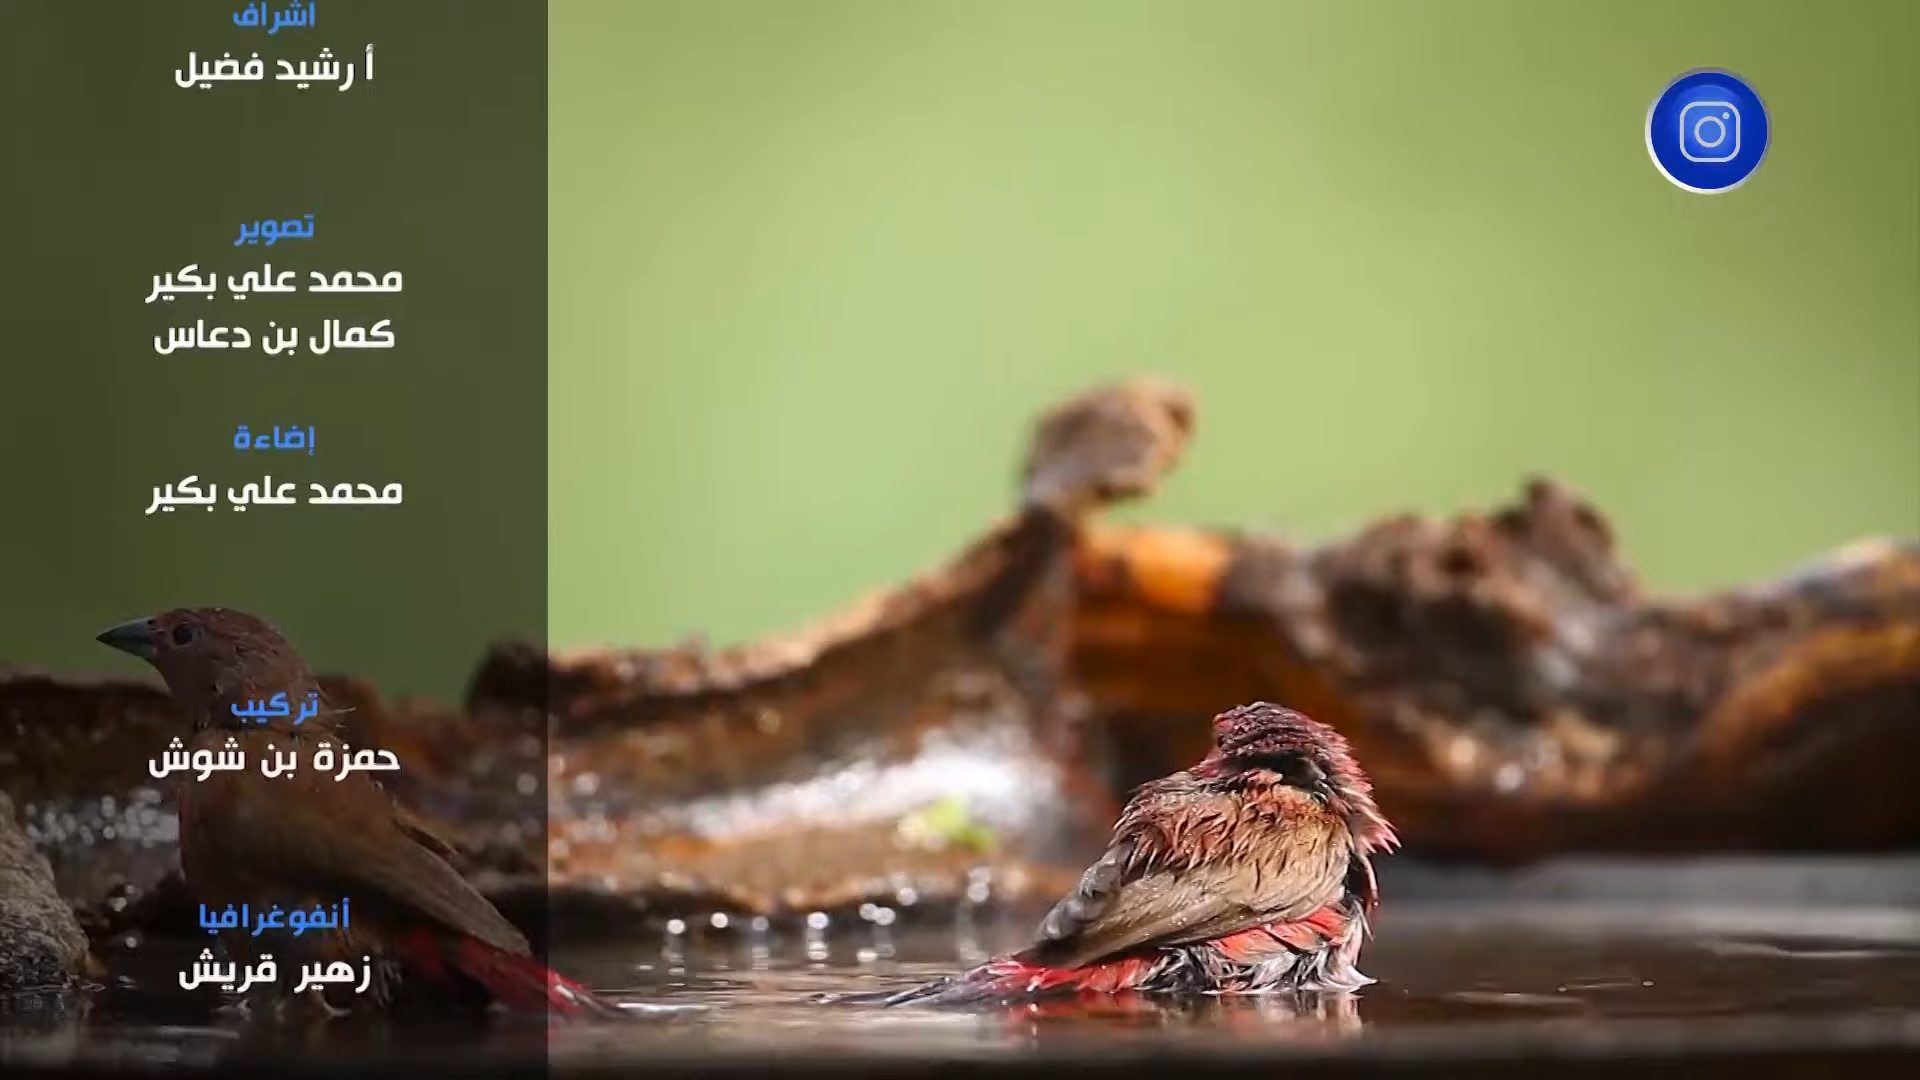 اشراف
أ رشيد فضيل
تصوير
محمد علي بكير
كمال بن دعاس
إضاءة
محمد علي بكير
تركيب
حمزة بن شوش
أنفوغرافيا
زهير قريش